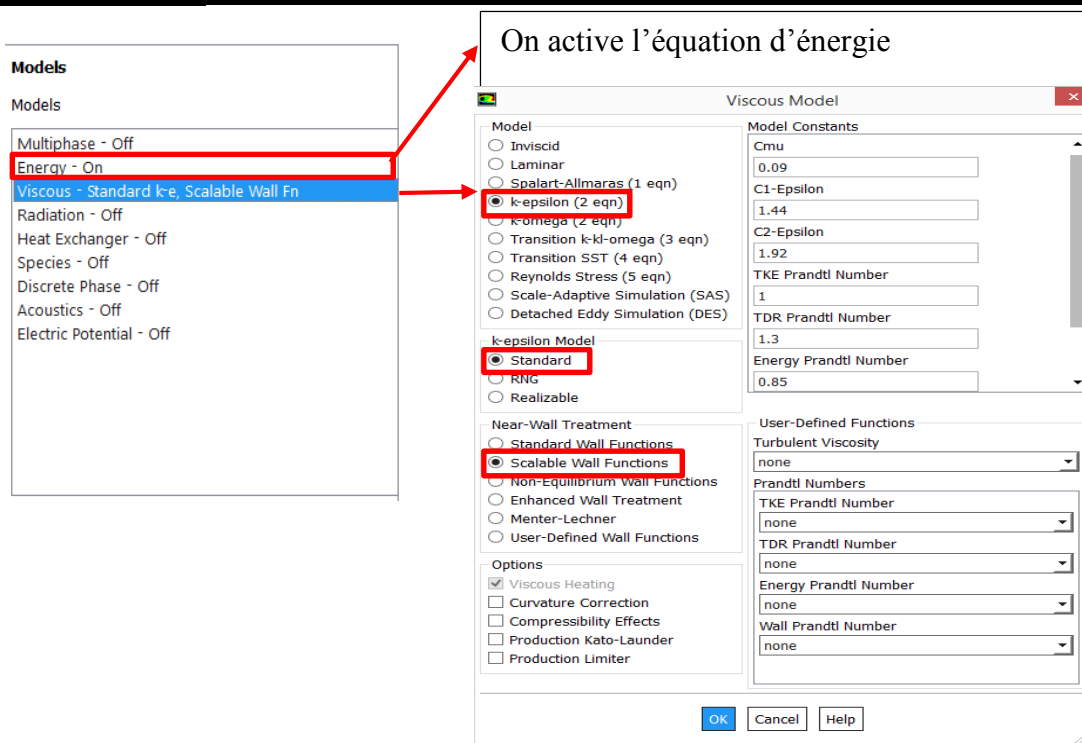 On active l’équation d’énergie
Models
Models
Multiphase - Off
Energy - On
Viscous - Standard k-e, Scalable Wall Fn
Radiation - Off
Heat Exchanger - Off
Species - Off
Discrete Phase - Off
Acoustics - Off
Electric Potential - Off
Viscous Model
Model
Inviscid
Laminar
Spalart-Allmaras (1 eqn)
k-epsilon (2 eqn)
k-omega (2 eqn)
Transition k-kl-omega (3 eqn)
Transition SST (4 eqn)
Reynolds Stress (5 eqn)
Scale-Adaptive Simulation (SAS)
Detached Eddy Simulation (DES)
k-epsilon Model
Standard
RNG
Realizable
Near-Wall Treatment
Standard Wall Functions
Scalable Wall Functions
Non-Equilibrium Wall Functions
Enhanced Wall Treatment
Menter-Lechner
User-Defined Wall Functions
Options
Viscous Heating
Curvature Correction
Compressibility Effects
Production Kato-Launder
Production Limiter
Model Constants
Cmu
0.09
C1-Epsilon
1.44
C2-Epsilon
1.92
TKE Prandtl Number
1
TDR Prandtl Number
1.3
Energy Prandtl Number
0.85
User-Defined Functions
Turbulent Viscosity
none
Prandtl Numbers
TKE Prandtl Number
none
TDR Prandtl Number
none
Energy Prandtl Number
none
Wall Prandtl Number
none
OK Cancel Help